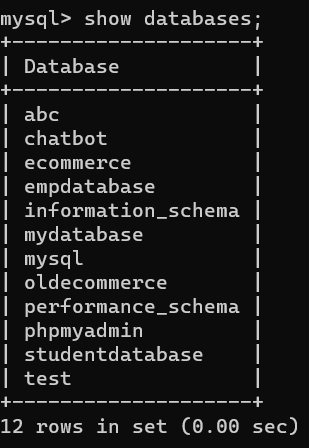 mysql> show databases;
+--------------------+
| Database           |
+--------------------+
| abc                |
| chatbot            |
| ecommerce          |
| empdatabase        |
| information_schema |
| mydatabase         |
| mysql              |
| oldecommerce       |
| performance_schema |
| phpmyadmin         |
| studentdatabase    |
| test               |
+--------------------+
12 rows in set (0.00 sec)